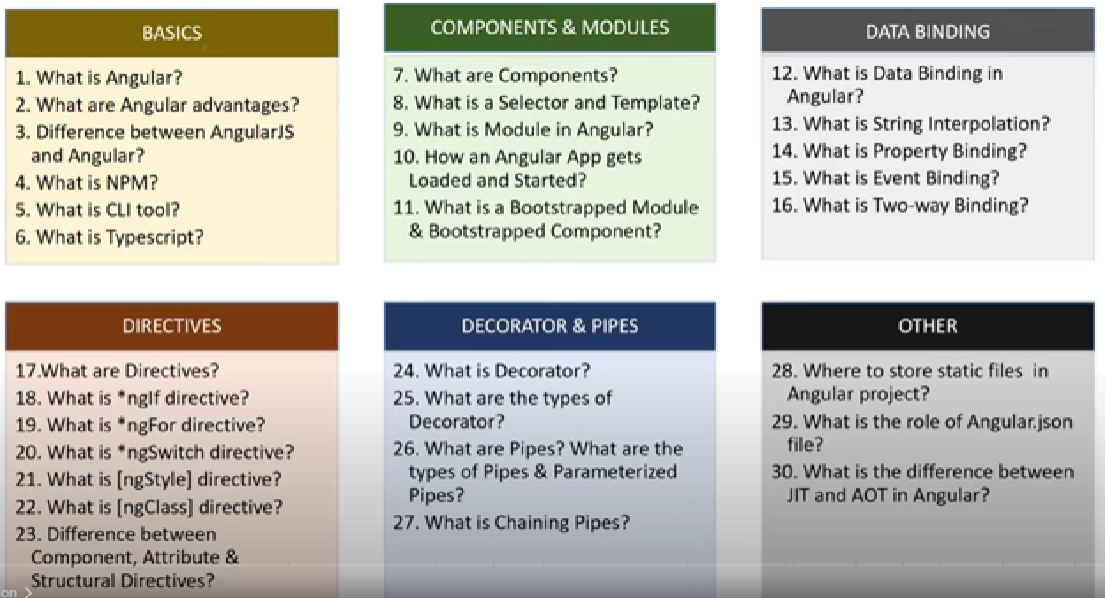 BASICS
1. What is Angular?
2. What are Angular advantages?
3. Difference between AngularJS
and Angular?
4. What is NPM?
5. What is CLI tool?
6. What is Typescript?
COMPONENTS & MODULES
7. What are Components?
8. What is a Selector and Template?
9. What is Module in Angular?
10. How an Angular App gets
Loaded and Started?
11. What is a Bootstrapped Module
& Bootstrapped Component?
DATA BINDING
12. What is Data Binding in
Angular?
13. What is String Interpolation?
14. What is Property Binding?
15. What is Event Binding?
16. What is Two-way Binding?
DIRECTIVES
17.What are Directives?
18. What is *ngIf directive?
19. What is *ngFor directive?
20. What is *ngSwitch directive?
21. What is [ngStyle] directive?
22. What is [ngClass] directive?
23. Difference between
Component, Attribute &
Structural Directives?
on >
DECORATOR & PIPES
24. What is Decorator?
25. What are the types of
Decorator?
26. What are Pipes? What are the
types of Pipes & Parameterized
Pipes?
27. What is Chaining Pipes?
OTHER
28. Where to store static files in
Angular project?
29. What is the role of Angular.json
file?
30. What is the difference between
JIT and AOT in Angular?